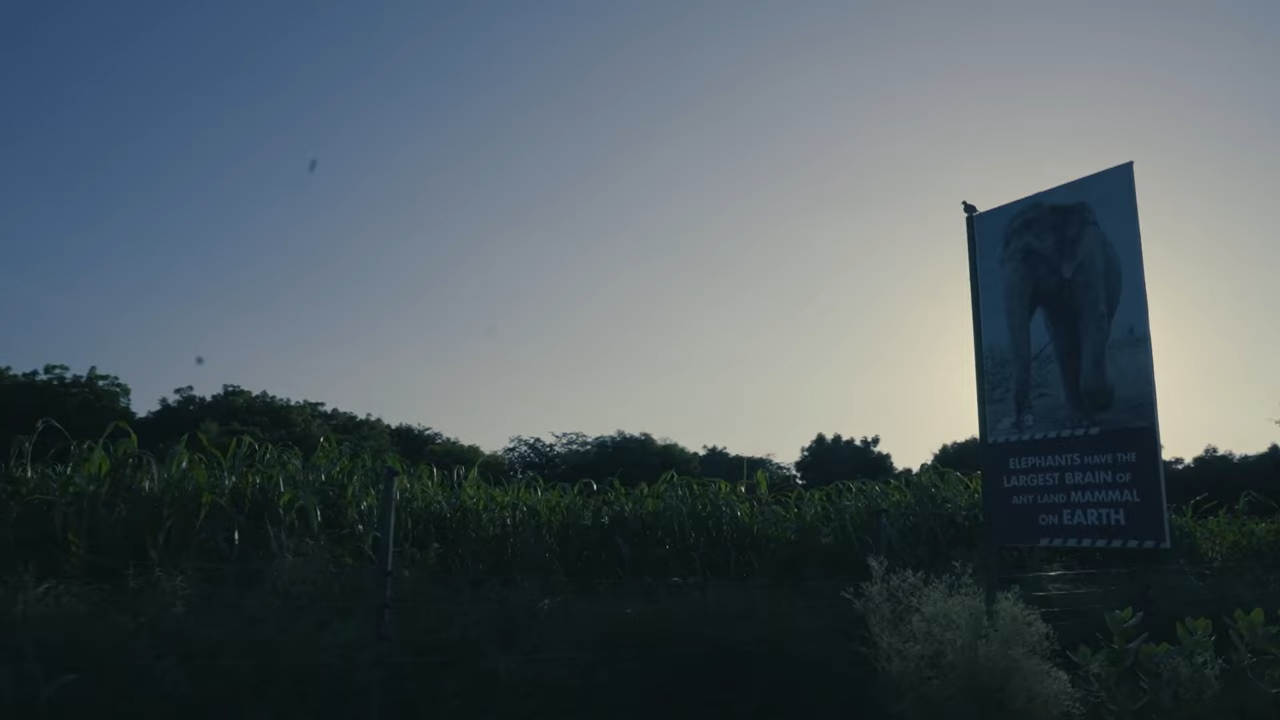 ELEPHANTS HAVE THE
LARGEST BRAIN OF
ANY LAND MAMMAL
ON EARTH